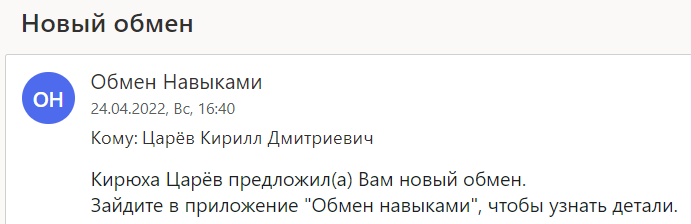 Новый обмен
ОН
Обмен Навыками
24.04.2022, Вс, 16:40
Кому: Царёв Кирилл Дмитриевич
Кирюха Царёв предложил(а) Вам новый обмен.
Зайдите в приложение "Обмен навыками", чтобы узнать детали.